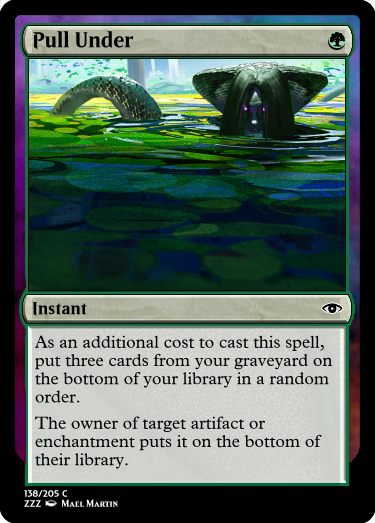 Pull Under
Instant
As an additional cost to cast this spell,
put three cards from your graveyard on
the bottom of your library in a random
order.
The owner of target artifact or
enchantment puts it on the bottom of
their library.
138/205 C
ZZZ Mael Martin